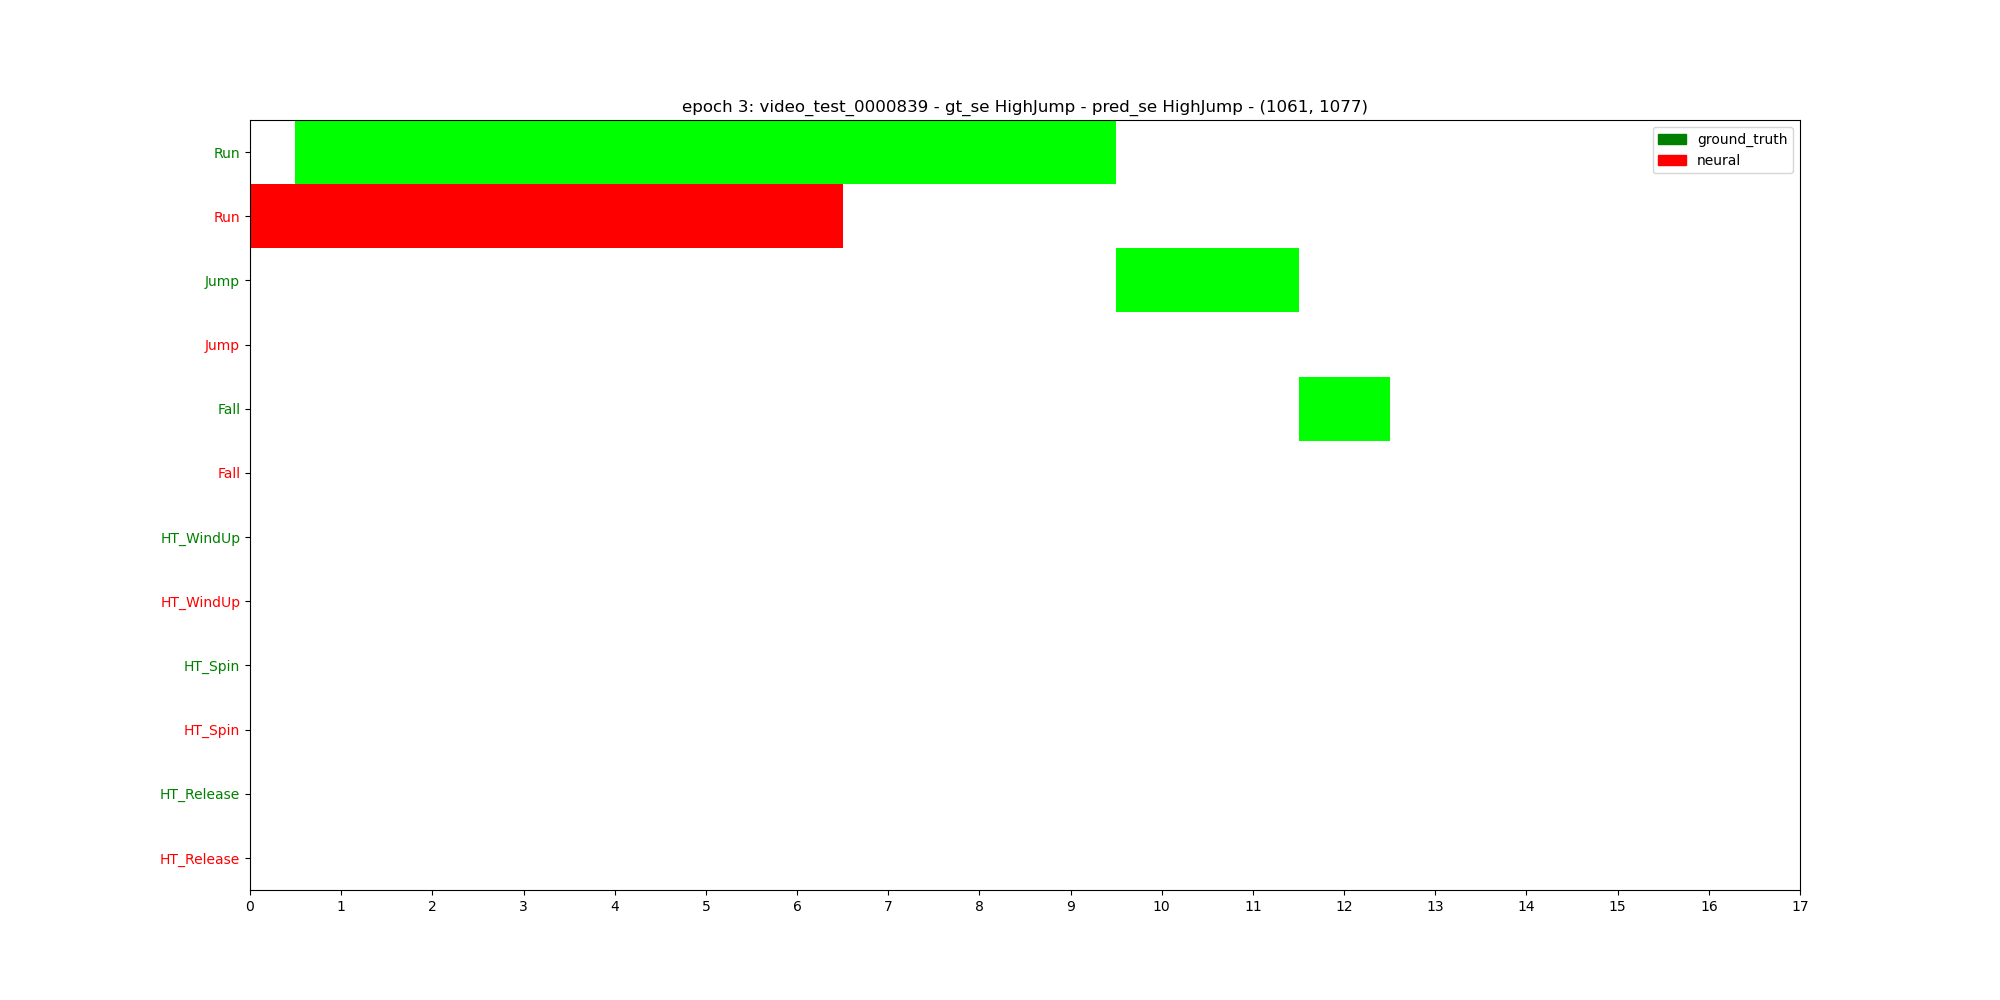 epoch 3: video_test_0000839 - gt_se HighJump - pred_se HighJump - (1061, 1077)
ground_truth
neural
Run
Run
Jump
Jump
Fall
Fall
HT_WindUp
HT_WindUp
HT_Spin
HT_Spin
HT_Release
HT_Release
0 1 2 3 4 5 6 7 8 9 10 11 12 13 14 15 16 17